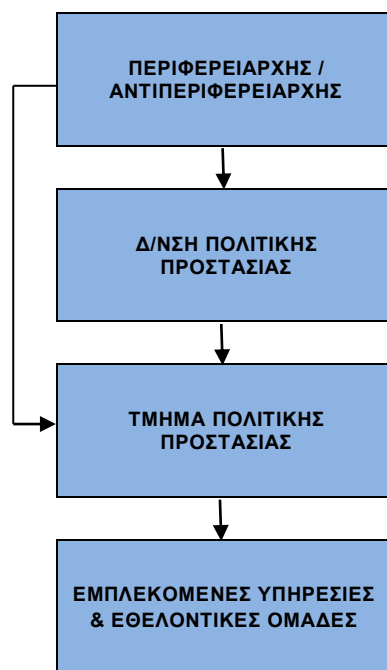 ΠΕΡΙΦΕΡΕΙΑΡΧΗΣ /
ΑΝΤΙΠΕΡΙΦΕΡΕΙΑΡΧΗΣ
Δ/ΝΣΗ ΠΟΛΙΤΙΚΗΣ
ΠΡΟΣΤΑΣΙΑΣ
ΤΜΗΜΑ ΠΟΛΙΤΙΚΗΣ
ΠΡΟΣΤΑΣΙΑΣ
ΕΜΠΛΕΚΟΜΕΝΕΣ ΥΠΗΡΕΣΙΕΣ
& ΕΘΕΛΟΝΤΙΚΕΣ ΟΜΑΔΕΣ